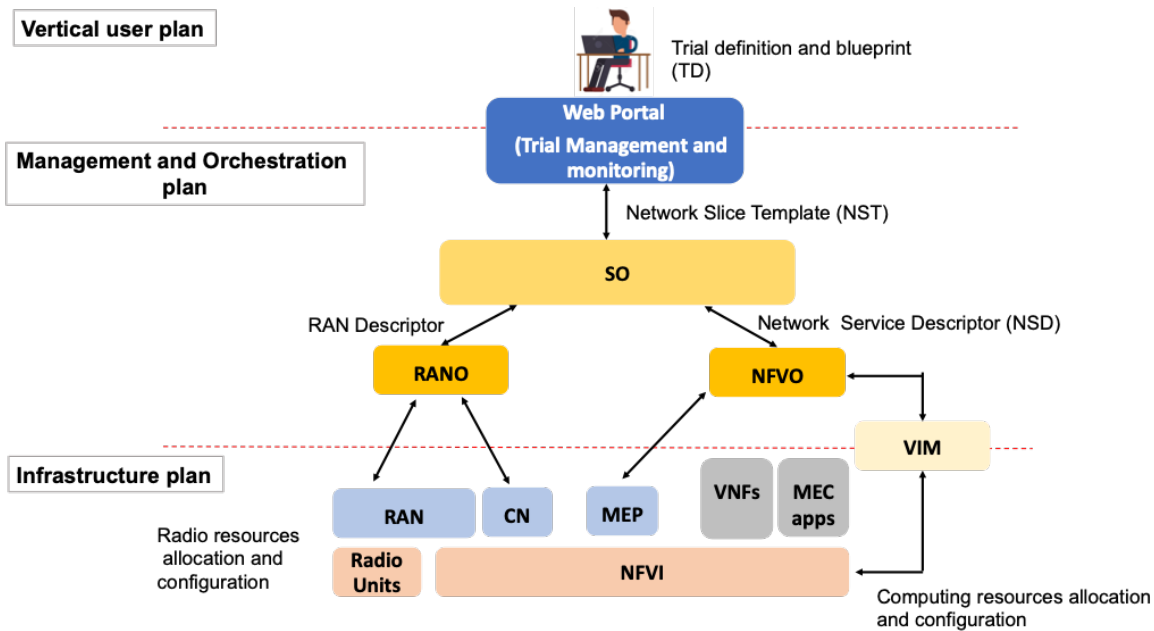 Vertical user plan
Trial definition and blueprint
(TD)
Web Portal
(Trial Management and
monitoring)
Management and Orchestration
plan
Network Slice Template (NST)
SO
RAN Descriptor
Network  Service Descriptor (NSD)
RANO
NFVO
VIM
Infrastructure plan
VNFs
MEC
apps
RAN
CN
MEP
Radio resources
allocation and
configuration
Radio
Units
NFVI
Computing resources allocation
and configuration